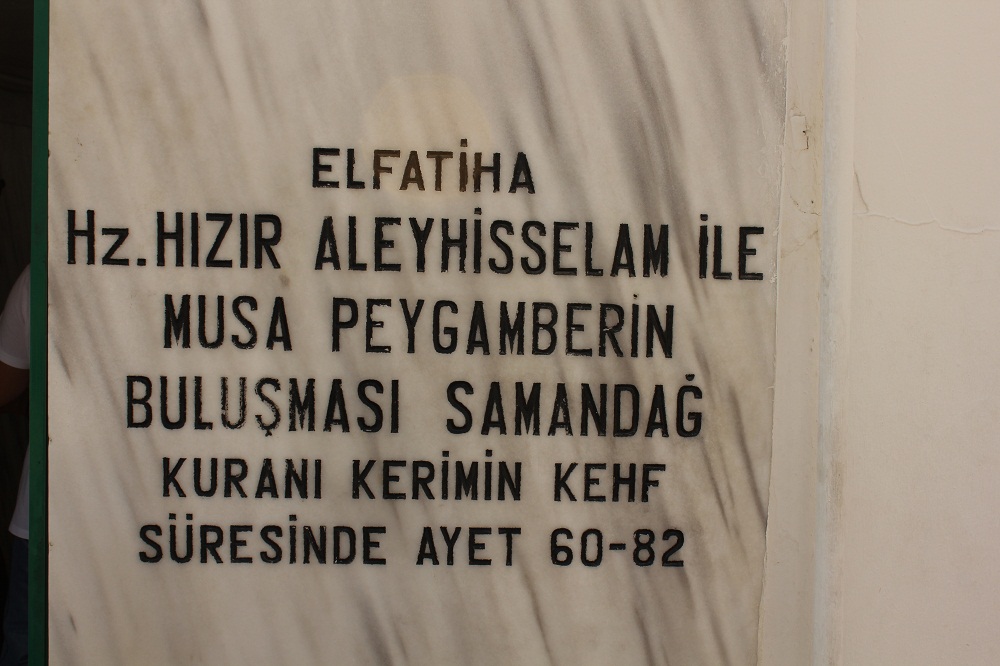 ELFATİHA
Hz. HIZIR ALEYHİSSELAM İLE
MUSA PEYGAMBERİN
BULUŞMASI SAMANDAĞ
KURANI KERİMİN KEHF
SÜRESİNDE AYET 60-82